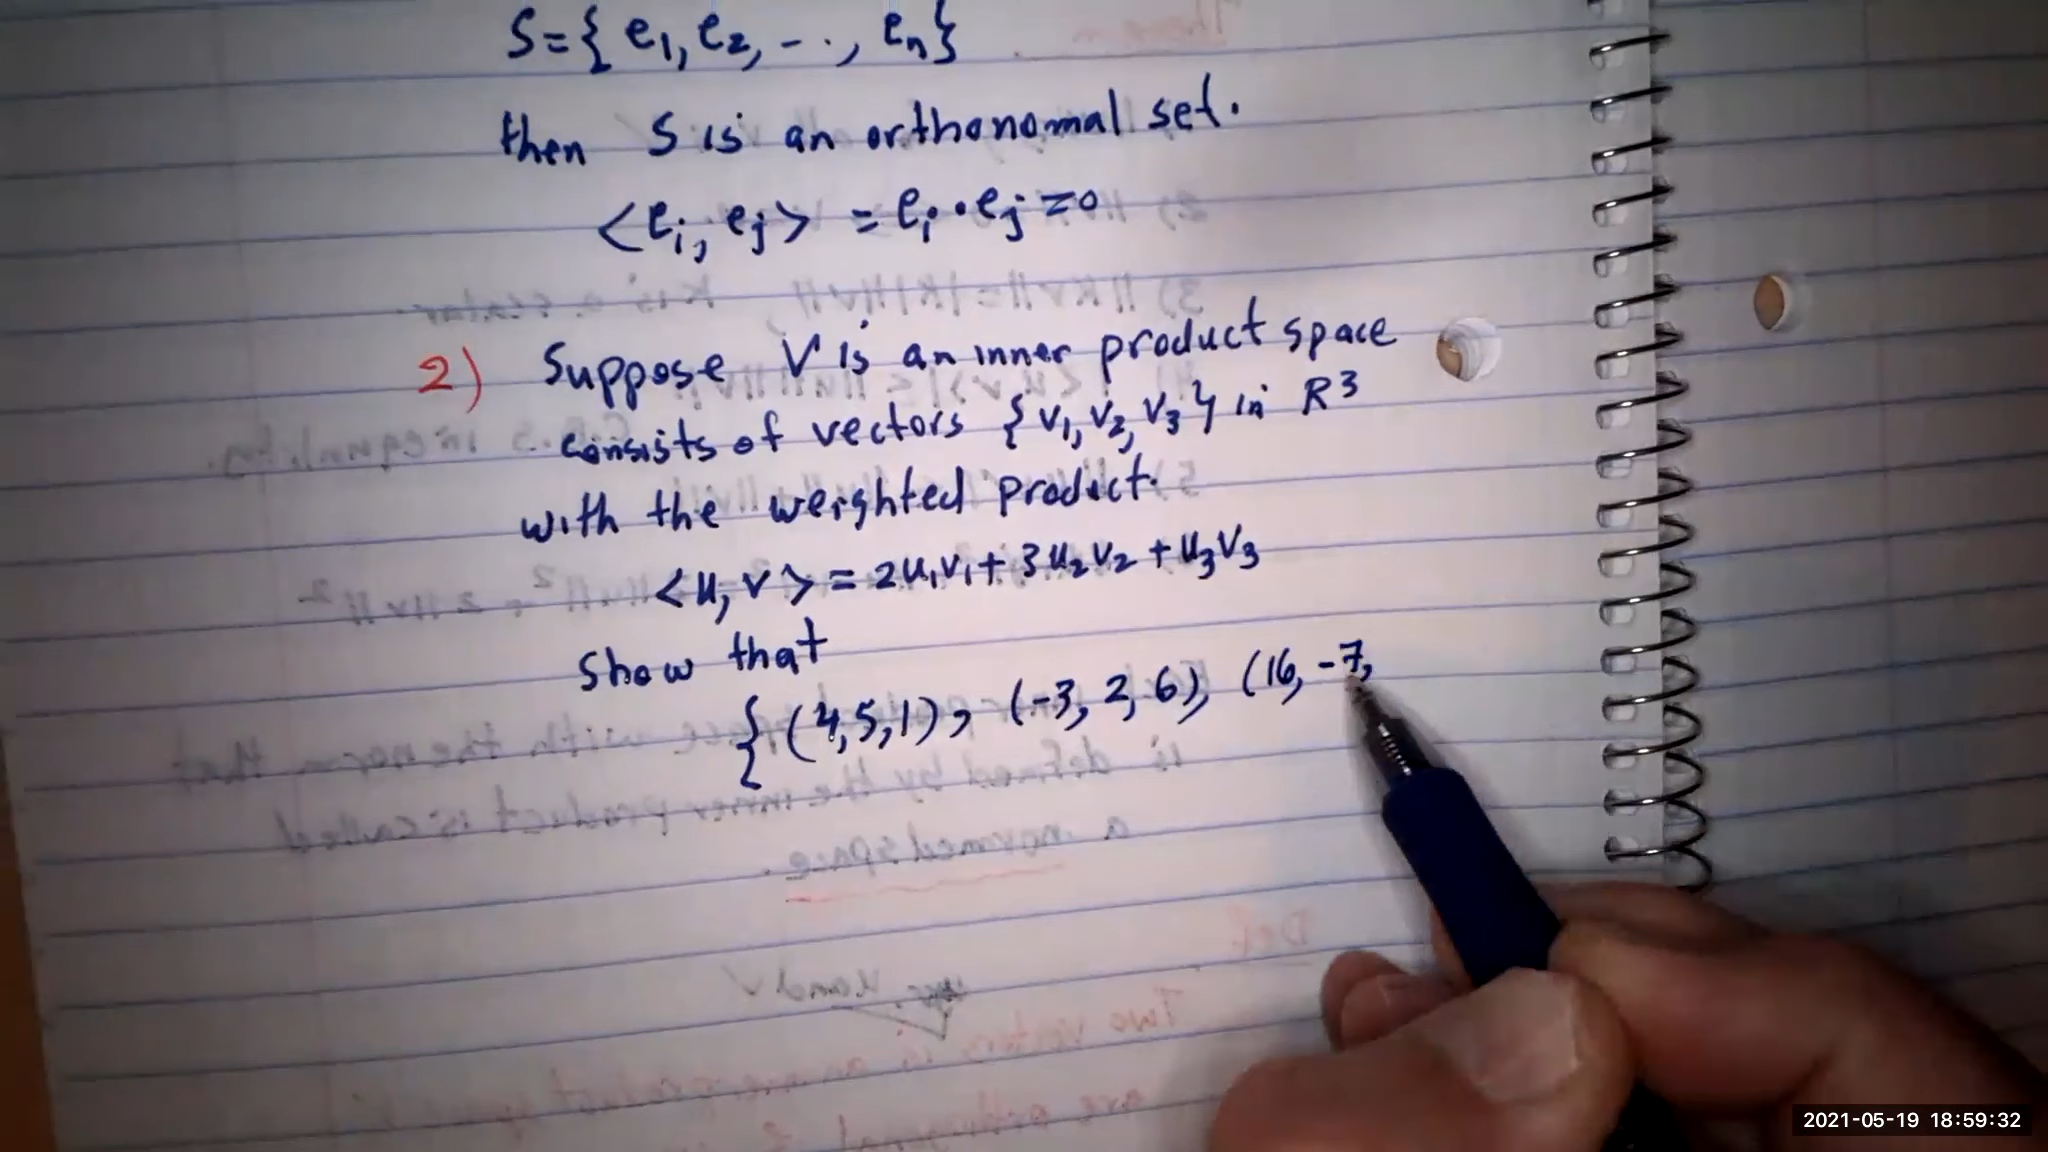 S={ e1, e2, -., en}
then S is an orthonomal set.
<ei, ej> = ei • ej = 0
2) Suppose V is an inner product space
consists of vectors {v1, v2, v3} in R3
with the weighted product.
<u, v> = 2u1v1 + 3u2v2 + u3v3
Show that
{(4,5,1), (-3, 2, 6), (16, -7,
2021-05-19 18:59:32